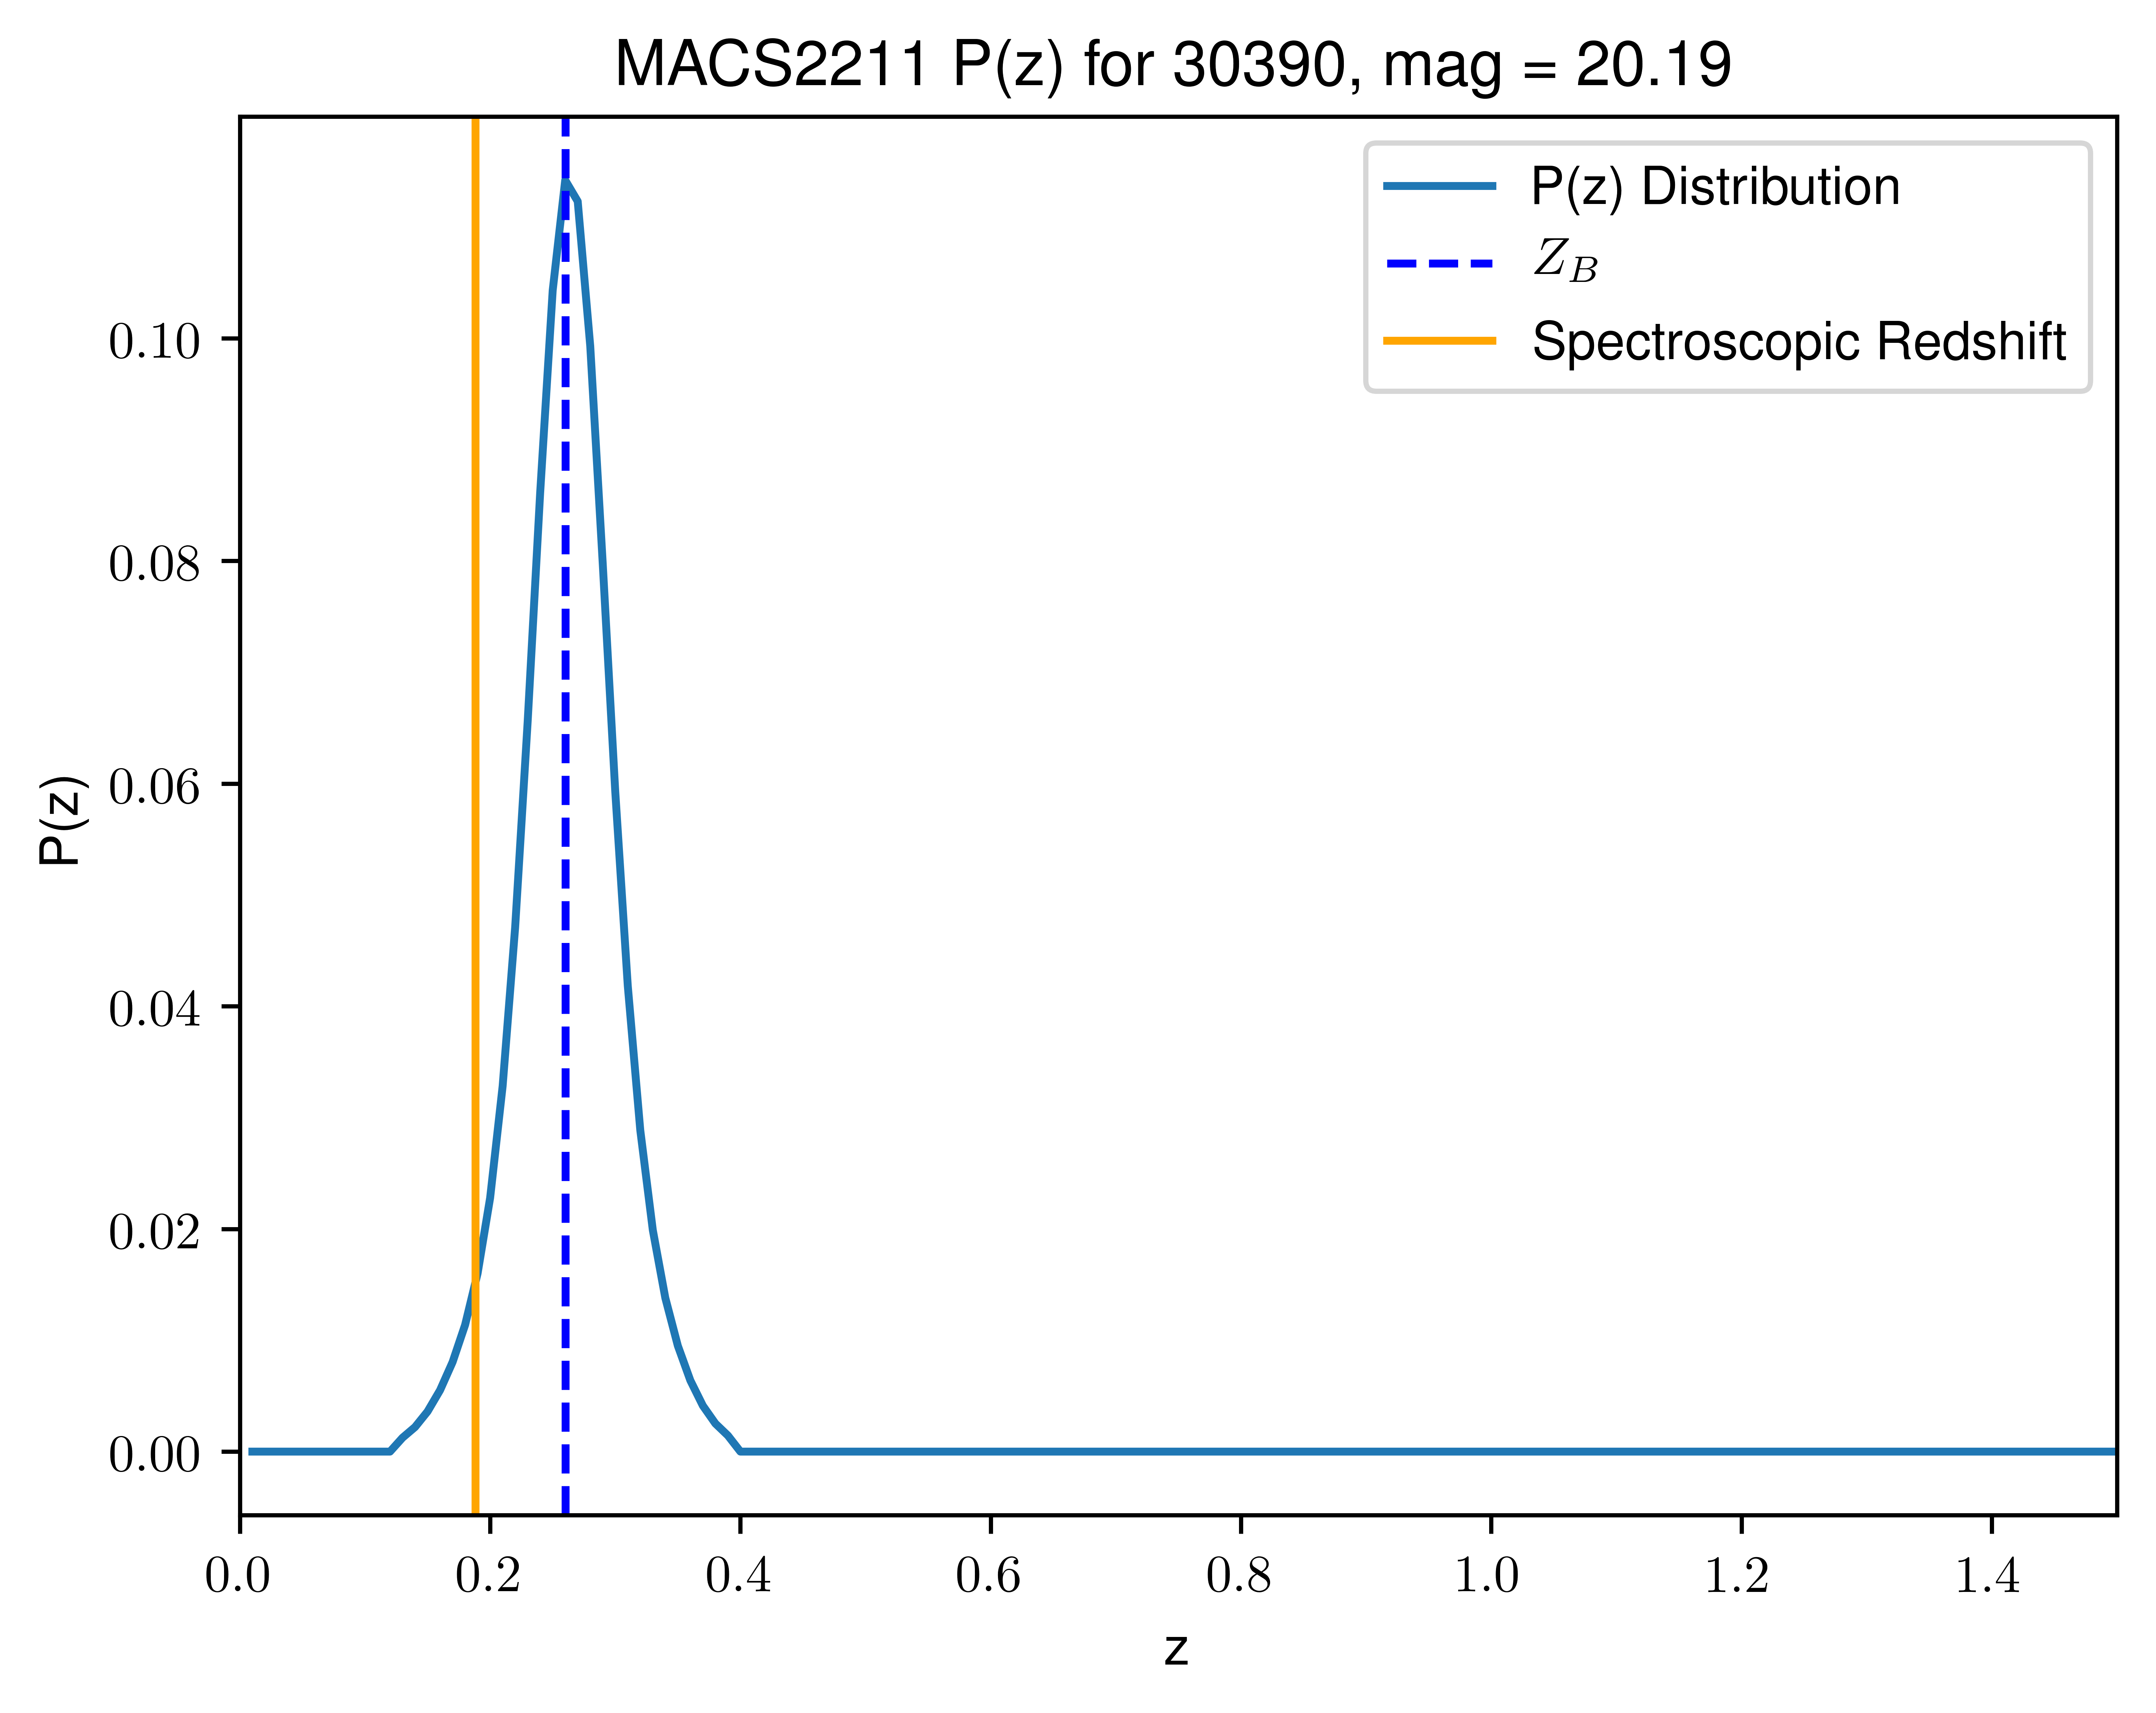 MACS2211 P(z) for 30390, mag = 20.19
P(z) Distribution
Z_B
Spectroscopic Redshift
0.10
0.08
0.06
0.04
0.02
0.00
P(z)
0.0 0.2 0.4 0.6 0.8 1.0 1.2 1.4
z